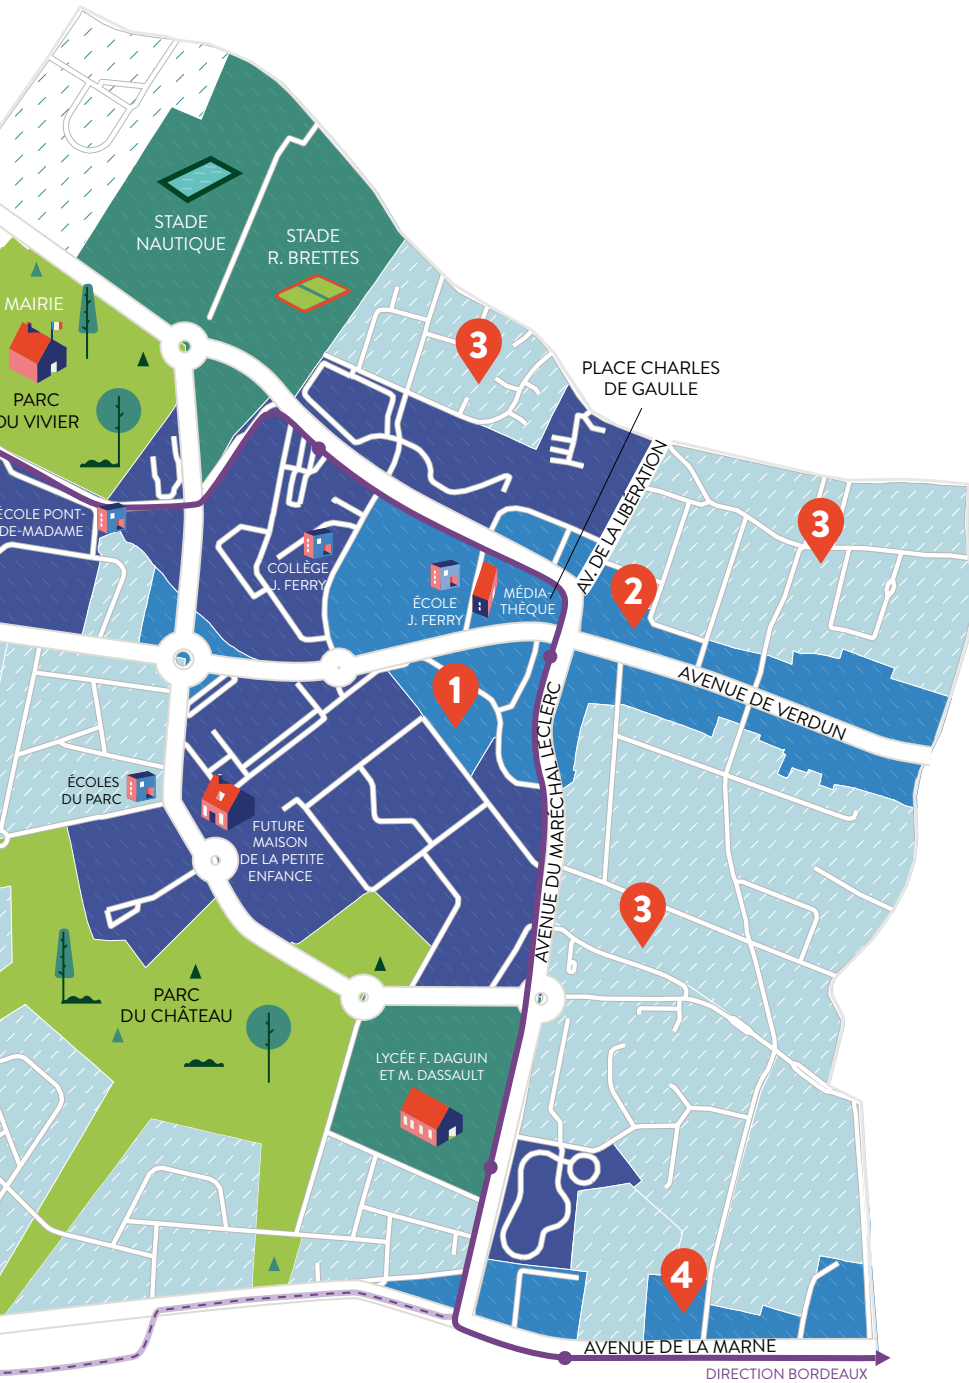 STADE
NAUTIQUE
STADE
R. BRETTES
MAIRIE
PARC
DU VIVIER
3
PLACE CHARLES
DE GAULLE
AV. DE LA LIBÉRATION
3
ÉCOLE PONT-
DE-MADAME
COLLÈGE
J. FERRY
ÉCOLE
J. FERRY
MÉDIA-
THÈQUE
2
1
AVENUE DE VERDUN
AVENUE DU MARÉCHAL LECLERC
ÉCOLES
DU PARC
FUTURE
MAISON
DE LA PETITE
ENFANCE
3
PARC
DU CHÂTEAU
LYCÉE F. DAGUIN
ET M. DASSAULT
4
AVENUE DE LA MARNE
DIRECTION BORDEAUX